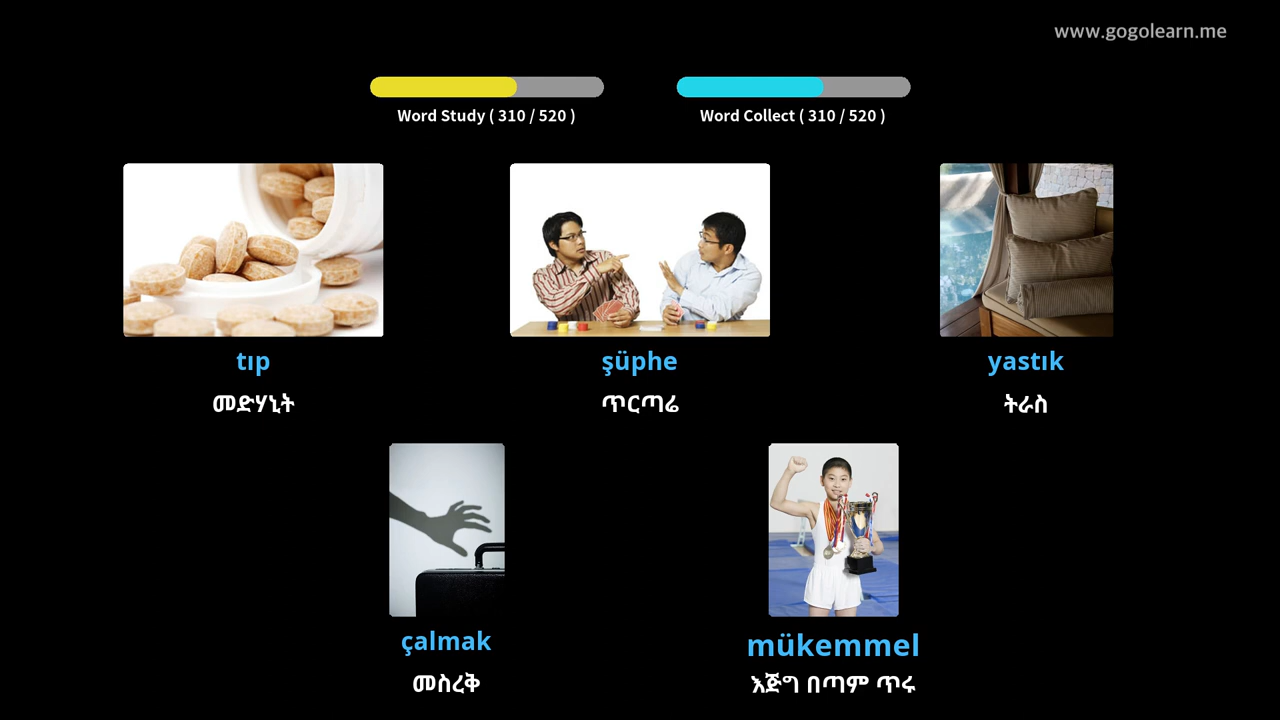 www.gogolearn.me
Word Study ( 310 / 520 )
Word Collect ( 310 / 520 )
tıp
şüphe
yastık
መድሃኒት
ጥርጣሬ
ትራስ
çalmak
mükemmel
መስረቅ
እጅግ በጣም ጥሩ